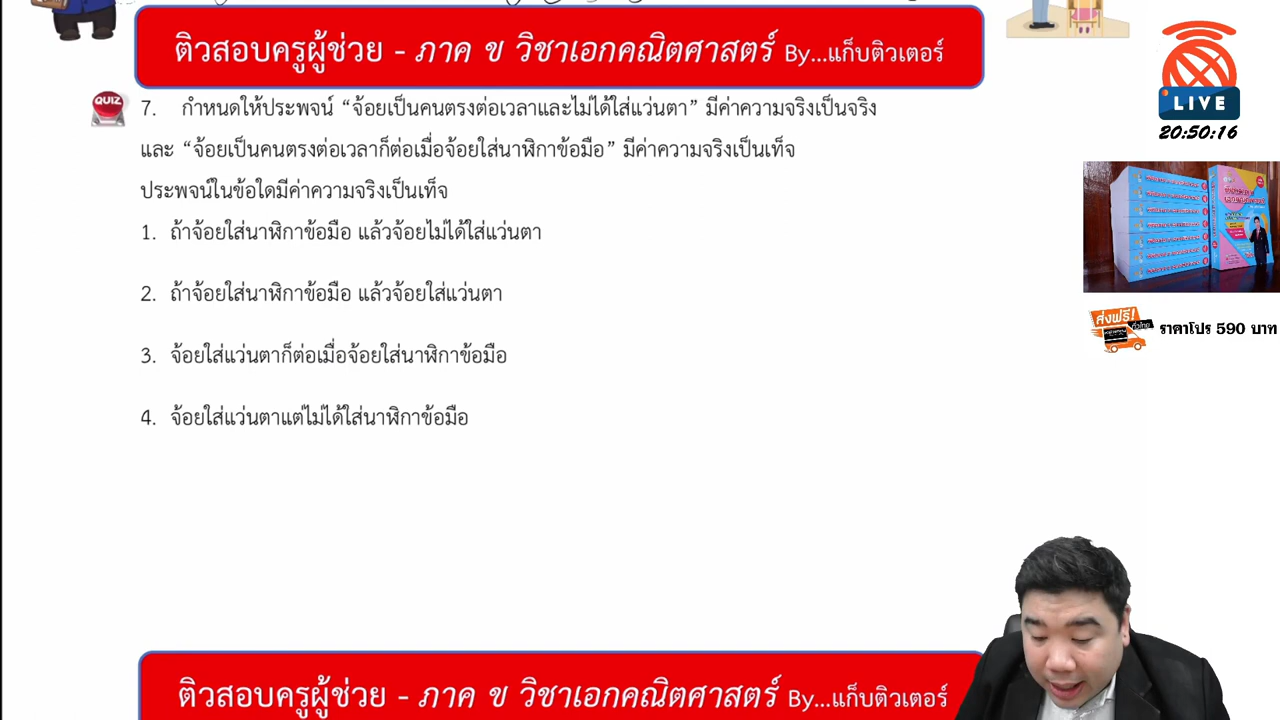 ติวสอบครูผู้ช่วย - ภาค ข วิชาเอกคณิตศาสตร์ By...แก็บติวเตอร์
QUIZ
7. กำหนดให้ประพจน์ “จ้อยเป็นคนตรงต่อเวลาและไม่ได้ใส่แว่นตา” มีค่าความจริงเป็นจริง
และ “จ้อยเป็นคนตรงต่อเวลาก็ต่อเมื่อจ้อยใส่นาฬิกาข้อมือ” มีค่าความจริงเป็นเท็จ
ประพจน์ในข้อใดมีค่าความจริงเป็นเท็จ
1. ถ้าจ้อยใส่นาฬิกาข้อมือ แล้วจ้อยไม่ได้ใส่แว่นตา
2. ถ้าจ้อยใส่นาฬิกาข้อมือ แล้วจ้อยใส่แว่นตา
3. จ้อยใส่แว่นตาก็ต่อเมื่อจ้อยใส่นาฬิกาข้อมือ
4. จ้อยใส่แว่นตาแต่ไม่ได้ใส่นาฬิกาข้อมือ
LIVE
20:50:16
ส่งฟรี!
ทั่วไทย
ราคาโปร 590 บาท
ติวสอบครูผู้ช่วย - ภาค ข วิชาเอกคณิตศาสตร์ By...แก็บติวเตอร์